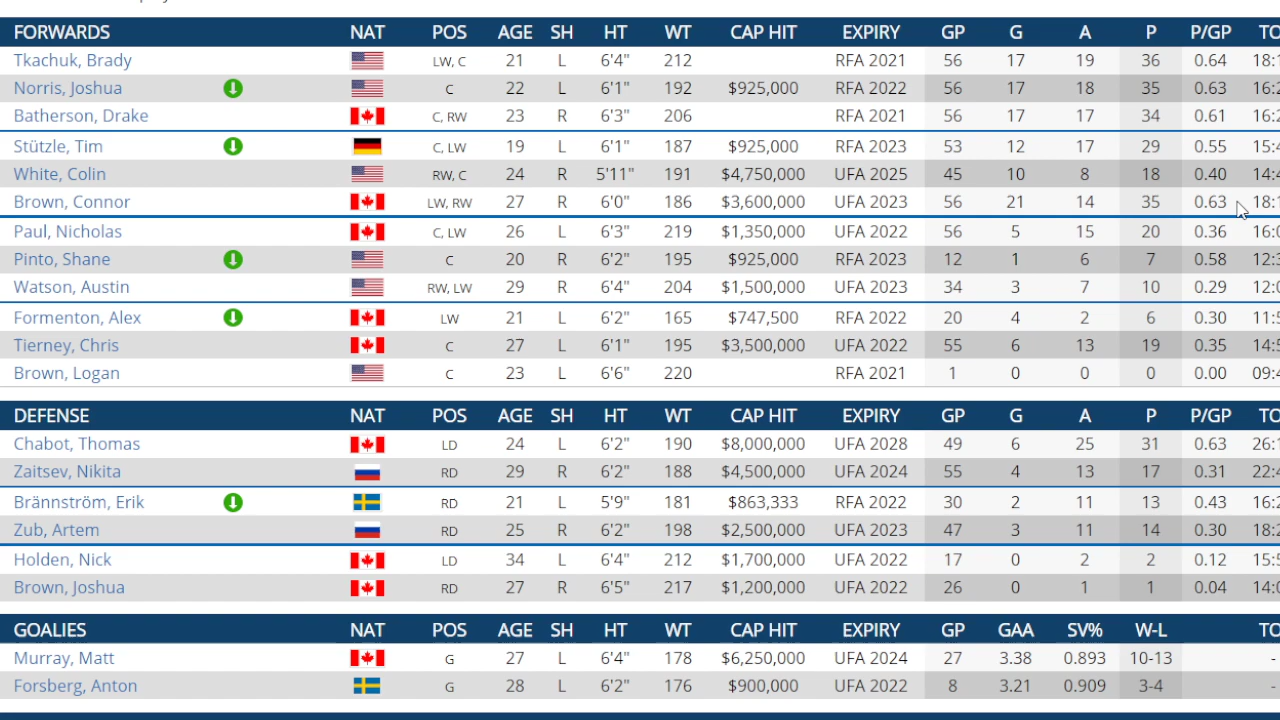 FORWARDS NAT POS AGE SH HT WT CAP HIT EXPIRY GP G A P P/GP TO
Tkachuk, Brady LW, C 21 L 6'4" 212 RFA 2021 56 17 19 36 0.64 18:1
Norris, Joshua C 22 L 6'1" 192 $925,000 RFA 2022 56 17 18 35 0.63 16:2
Batherson, Drake C, RW 23 R 6'3" 206 RFA 2021 56 17 17 34 0.61 16:2
Stützle, Tim C, LW 19 L 6'1" 187 $925,000 RFA 2023 53 12 17 29 0.55 15:4
White, Colin RW, C 24 R 5'11" 191 $4,750,000 UFA 2025 45 10 8 18 0.40 14:4
Brown, Connor LW, RW 27 R 6'0" 186 $3,600,000 UFA 2023 56 21 14 35 0.63 18:1
Paul, Nicholas C, LW 26 L 6'3" 219 $1,350,000 UFA 2022 56 5 15 20 0.36 16:0
Pinto, Shane C 20 R 6'2" 195 $925,000 RFA 2023 12 1 6 7 0.58 12:3
Watson, Austin RW, LW 29 R 6'4" 204 $1,500,000 UFA 2023 34 3 7 10 0.29 12:0
Formenton, Alex LW 21 L 6'2" 165 $747,500 RFA 2022 20 4 2 6 0.30 11:5
Tierney, Chris C 27 L 6'1" 195 $3,500,000 UFA 2022 55 6 13 19 0.35 14:5
Brown, Logan C 23 L 6'6" 220 RFA 2021 1 0 0 0 0.00 09:4
DEFENSE NAT POS AGE SH HT WT CAP HIT EXPIRY GP G A P P/GP TO
Chabot, Thomas LD 24 L 6'2" 190 $8,000,000 UFA 2028 49 6 25 31 0.63 26:1
Zaitsev, Nikita RD 29 R 6'2" 188 $4,500,000 UFA 2024 55 4 13 17 0.31 22:4
Brännström, Erik RD 21 L 5'9" 181 $863,333 RFA 2022 30 2 11 13 0.43 16:2
Zub, Artem RD 25 R 6'2" 198 $2,500,000 UFA 2023 47 3 11 14 0.30 18:2
Holden, Nick LD 34 L 6'4" 212 $1,700,000 UFA 2022 17 0 2 2 0.12 15:5
Brown, Joshua RD 27 R 6'5" 217 $1,200,000 UFA 2022 26 0 1 1 0.04 14:0
GOALIES NAT POS AGE SH HT WT CAP HIT EXPIRY GP GAA SV% W-L TO
Murray, Matt G 27 L 6'4" 178 $6,250,000 UFA 2024 27 3.38 0.893 10-13 -
Forsberg, Anton G 28 L 6'2" 176 $900,000 UFA 2022 8 3.21 0.909 3-4 -